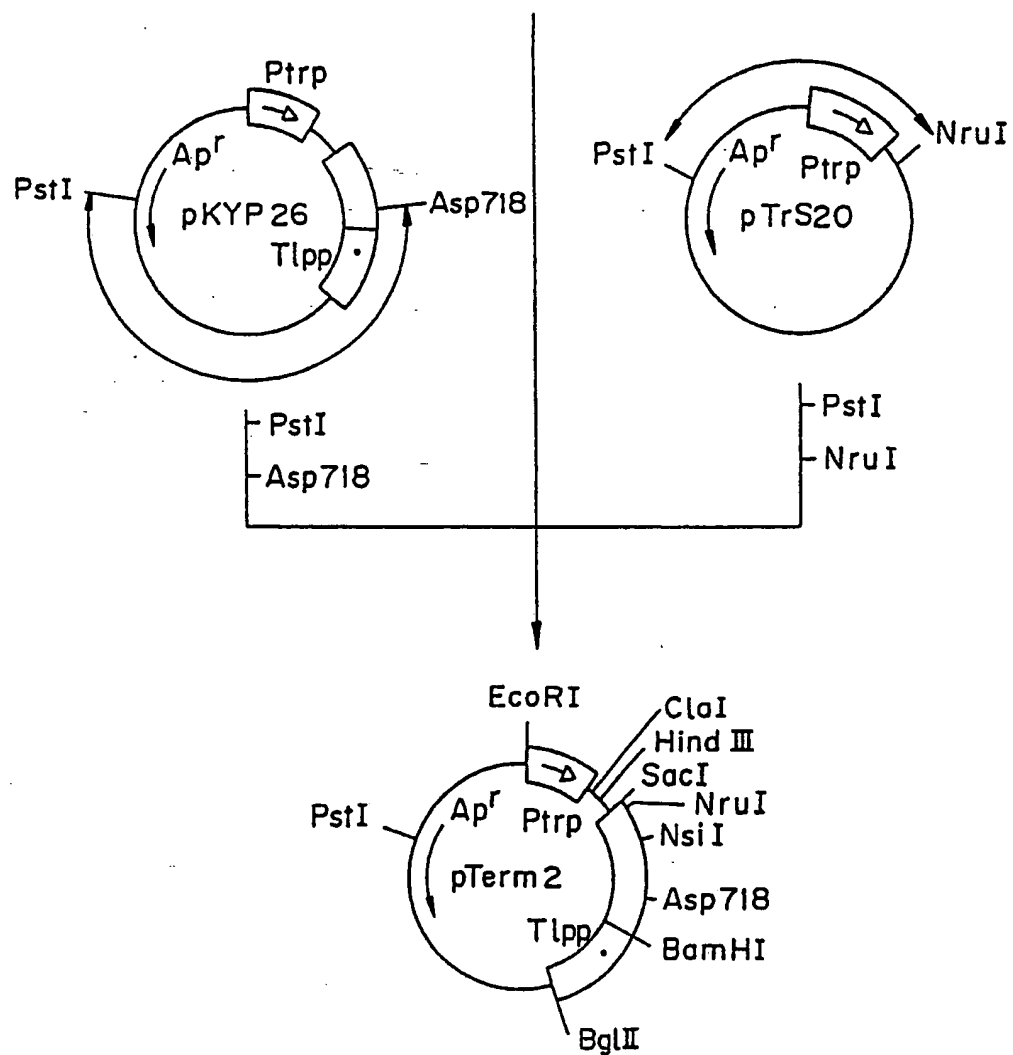 Ptrp
Apr
PstI
pKYP26
Asp718
Tlpp
PstI
Asp718
PstI
Apr
Ptrp
NruI
pTrS20
PstI
NruI
EcoRI
ClaI
Hind III
SacI
NruI
NsiI
PstI
Apr
Ptrp
pTerm2
Asp718
Tlpp
BamHI
BglII